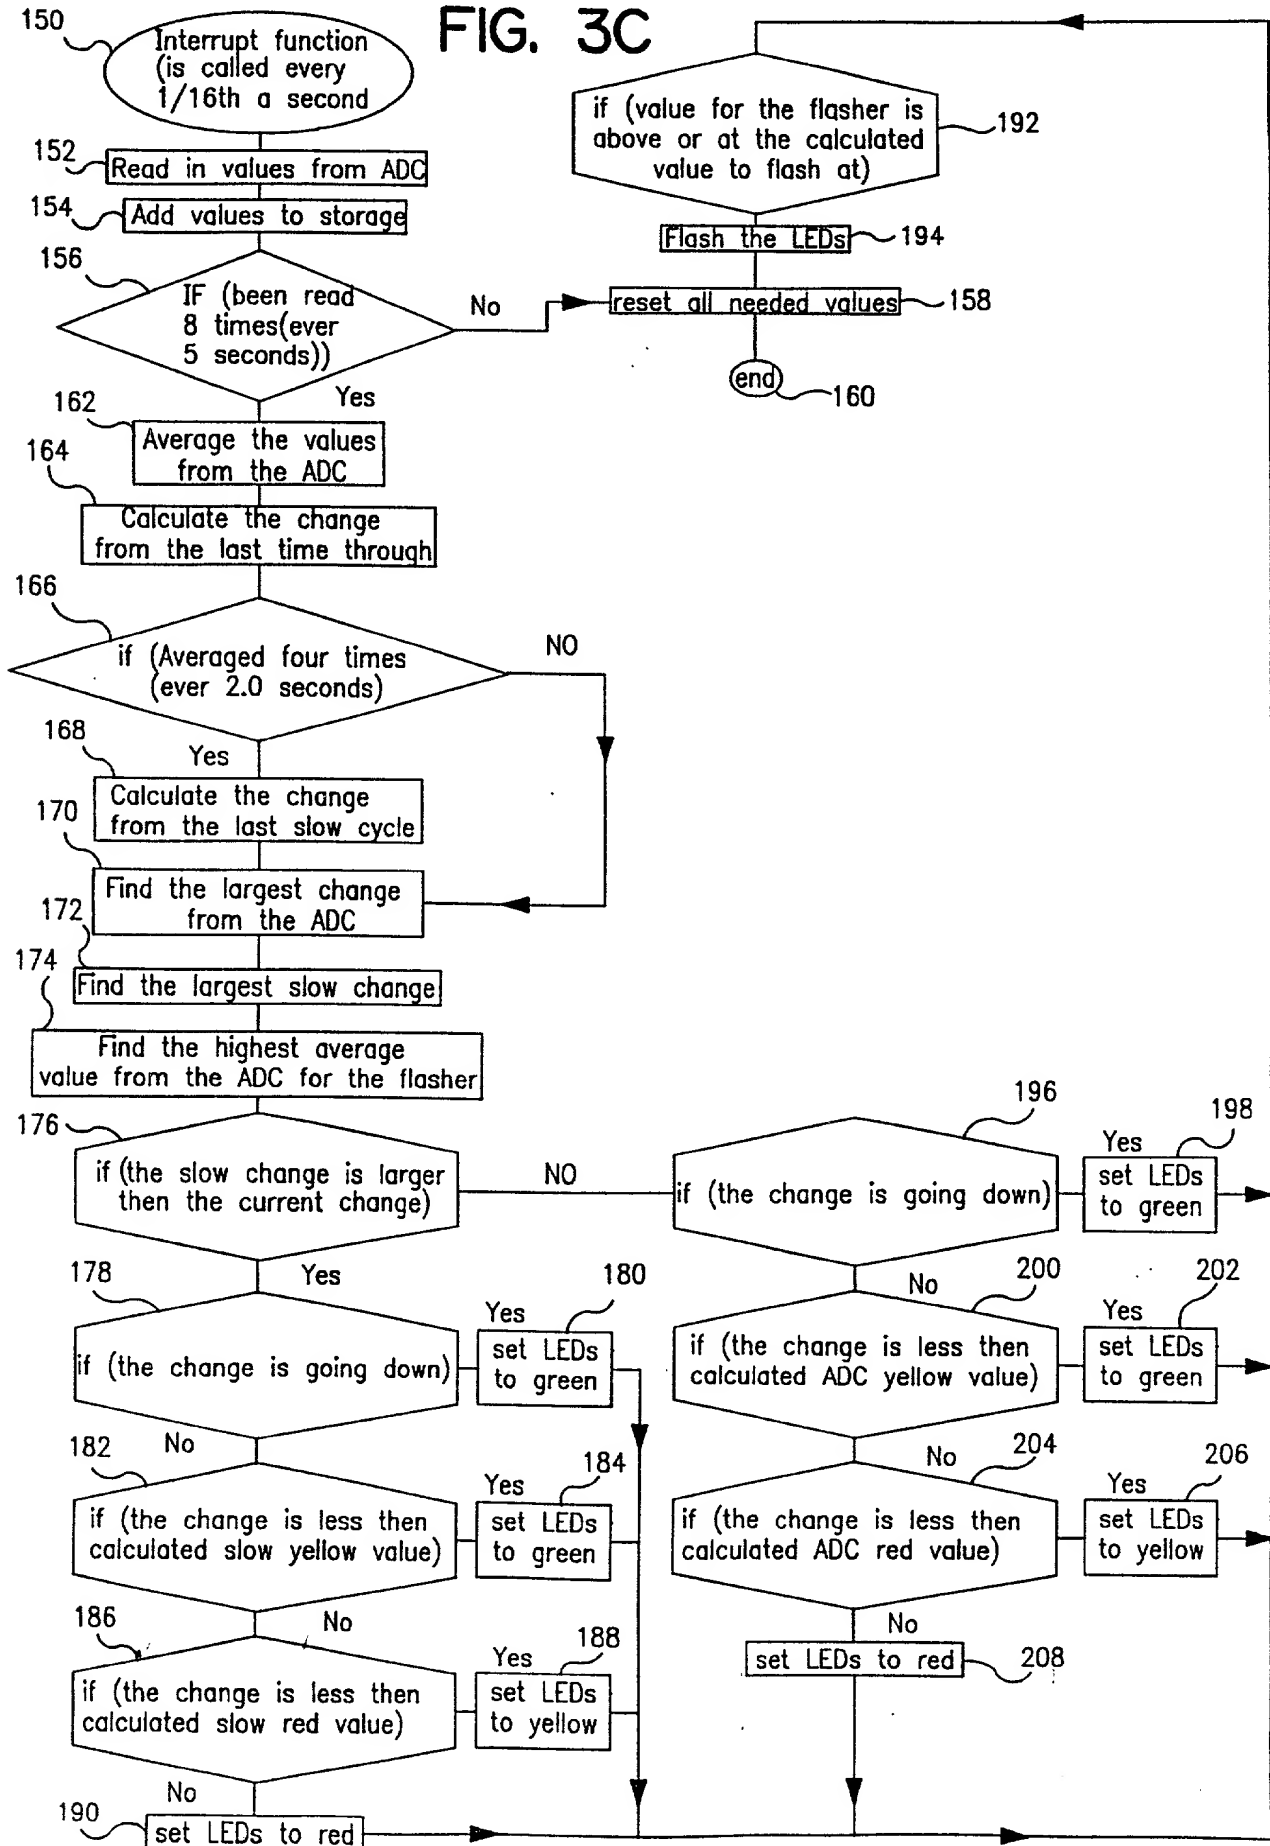 FIG. 3C
150
Interrupt function
(is called every
1/16th a second
152
Read in values from ADC
154
Add values to storage
156
IF (been read
8 times(ever
5 seconds))
No
Yes
162
Average the values
from the ADC
164
Calculate the change
from the last time through
166
if (Averaged four times
(ever 2.0 seconds)
NO
Yes
168
Calculate the change
from the last slow cycle
170
Find the largest change
from the ADC
172
Find the largest slow change
174
Find the highest average
value from the ADC for the flasher
176
if (the slow change is larger
then the current change)
NO
Yes
178
if (the change is going down)
Yes
180
set LEDs
to green
No
182
if (the change is less then
calculated slow yellow value)
Yes
184
set LEDs
to green
No
186
if (the change is less then
calculated slow red value)
Yes
188
set LEDs
to yellow
No
190
set LEDs to red
if (value for the flasher is
above or at the calculated
value to flash at)
192
Flash the LEDs
194
reset all needed values
158
end
160
196
if (the change is going down)
Yes
198
set LEDs
to green
No
200
if (the change is less then
calculated ADC yellow value)
Yes
202
set LEDs
to green
No
204
if (the change is less then
calculated ADC red value)
Yes
206
set LEDs
to yellow
No
set LEDs to red
208